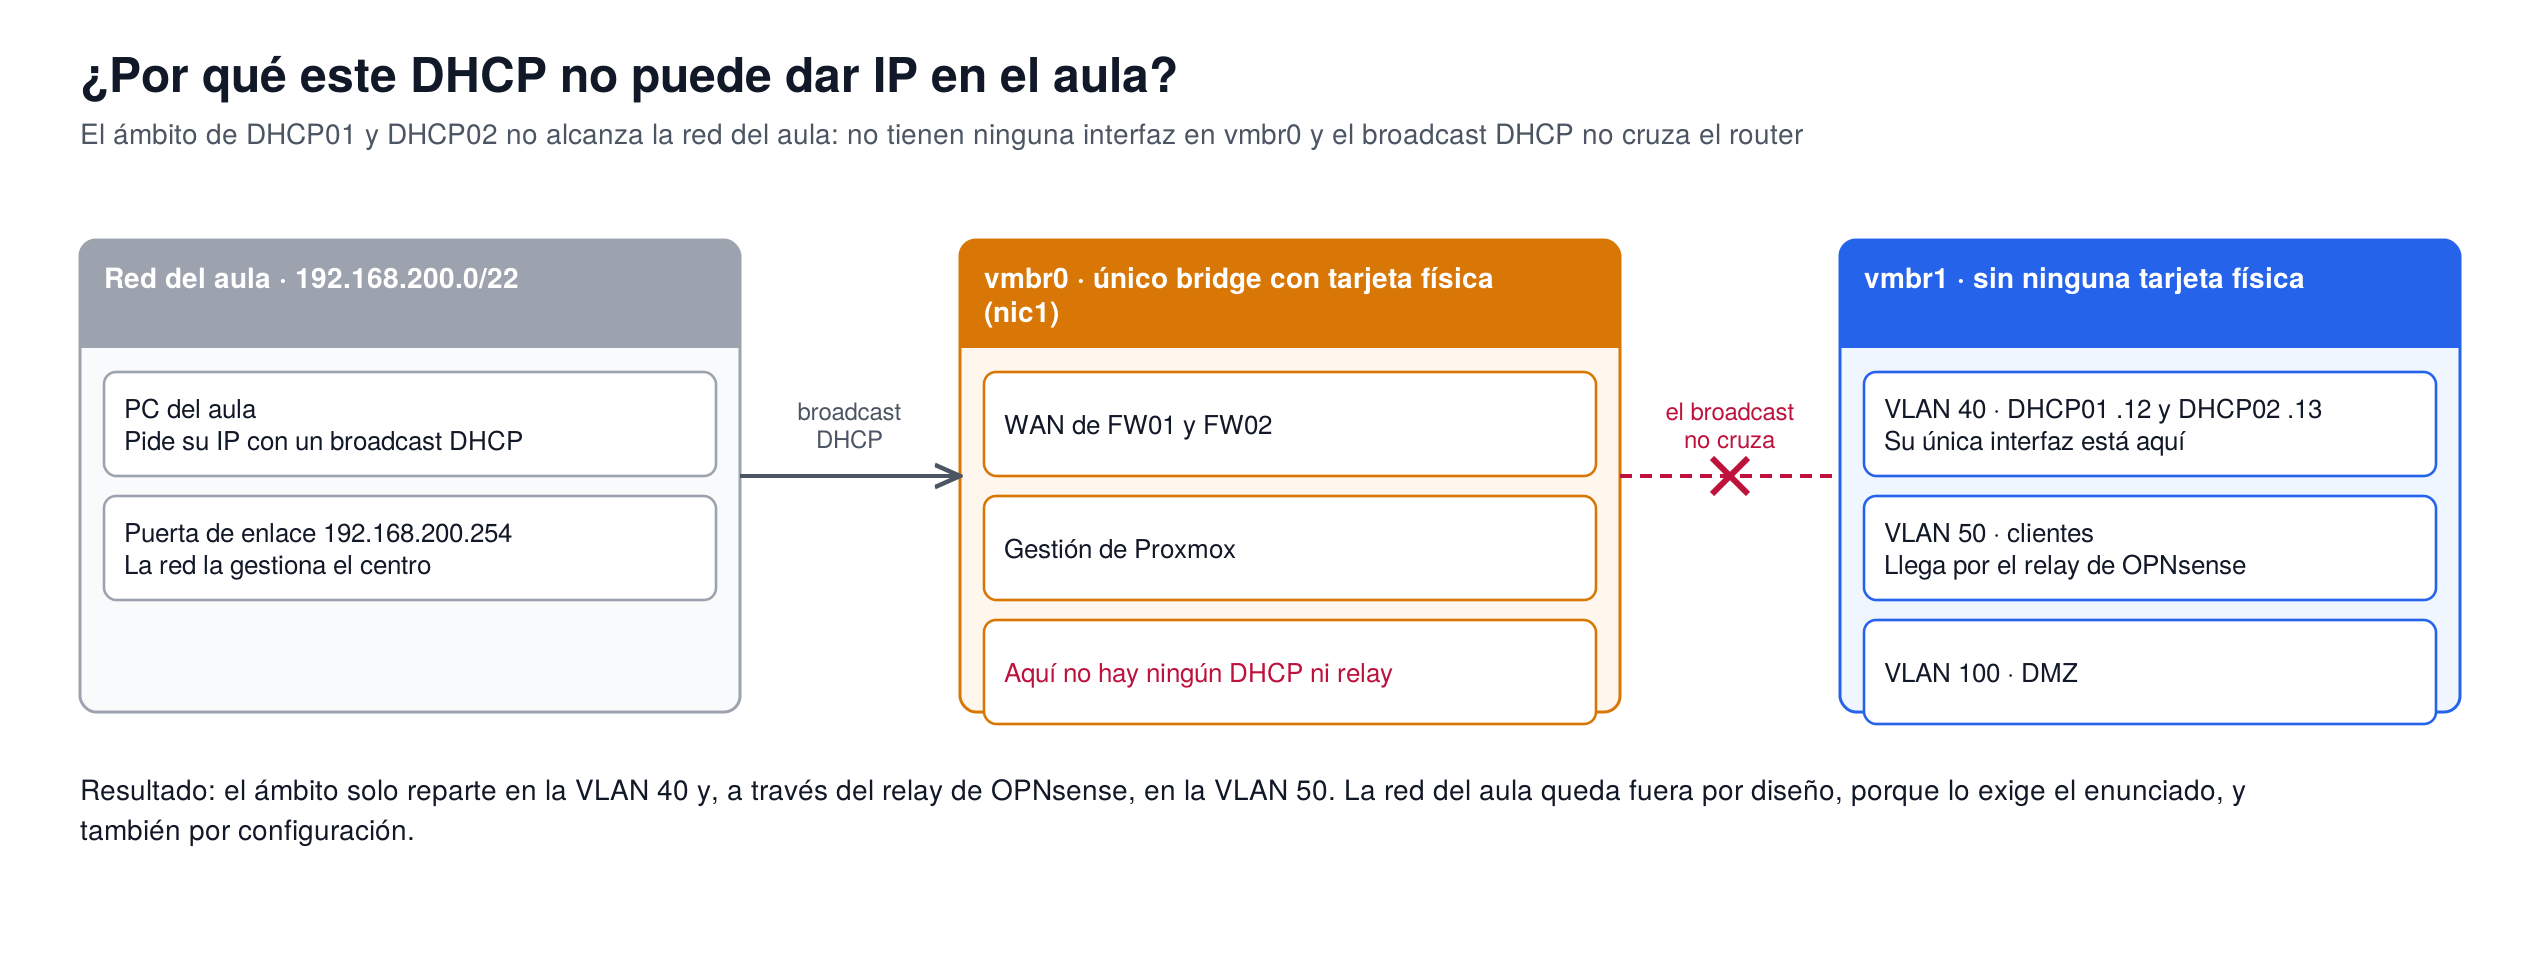 ¿Por qué este DHCP no puede dar IP en el aula?
El ámbito de DHCP01 y DHCP02 no alcanza la red del aula: no tienen ninguna interfaz en vmbr0 y el broadcast DHCP no cruza el router
Red del aula · 192.168.200.0/22
PC del aula
Pide su IP con un broadcast DHCP
Puerta de enlace 192.168.200.254
La red la gestiona el centro
broadcast
DHCP
vmbr0 · único bridge con tarjeta física
(nic1)
WAN de FW01 y FW02
Gestión de Proxmox
Aquí no hay ningún DHCP ni relay
el broadcast
no cruza
vmbr1 · sin ninguna tarjeta física
VLAN 40 · DHCP01 .12 y DHCP02 .13
Su única interfaz está aquí
VLAN 50 · clientes
Llega por el relay de OPNsense
VLAN 100 · DMZ
Resultado: el ámbito solo reparte en la VLAN 40 y, a través del relay de OPNsense, en la VLAN 50. La red del aula queda fuera por diseño, porque lo exige el enunciado, y
también por configuración.